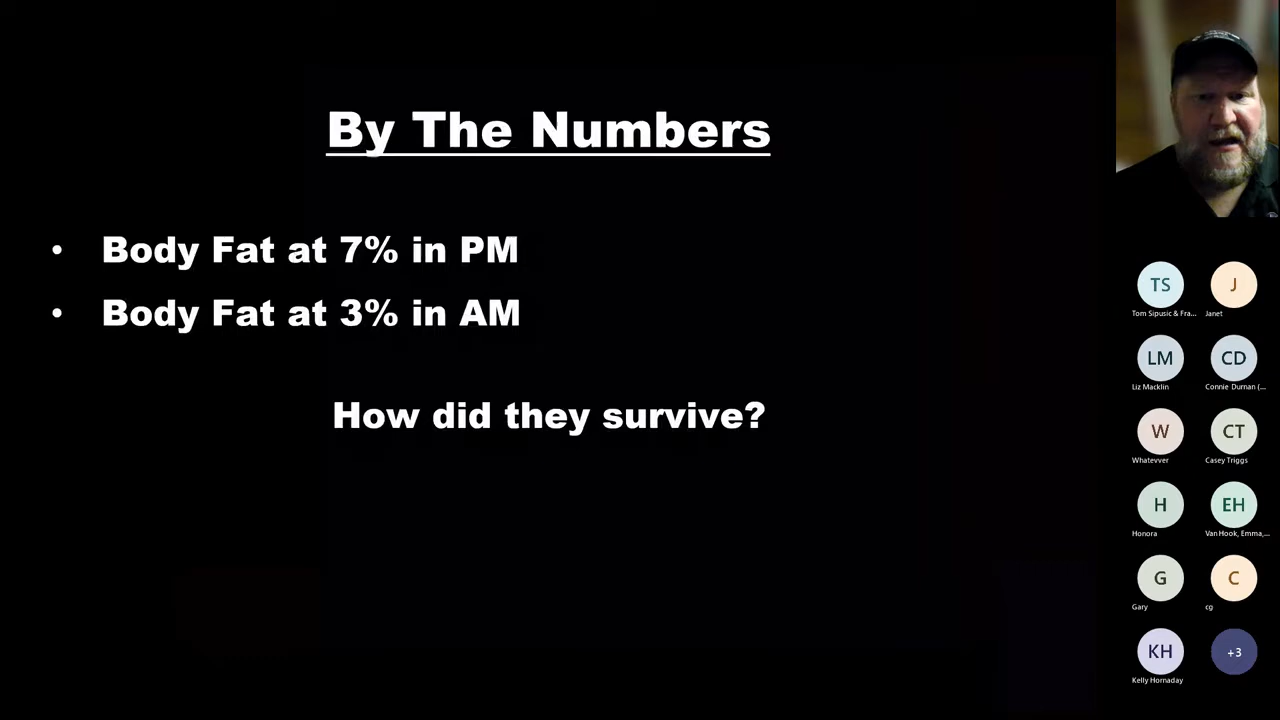 By The Numbers
• Body Fat at 7% in PM
• Body Fat at 3% in AM
How did they survive?
TS
J
Tom Sipusic & Fra...
Janet
LM
CD
Liz Macklin
Connie Durnan (...
W
CT
Whatevver
Casey Triggs
H
EH
Honora
Van Hook, Emma,...
G
C
Gary
cg
KH
+3
Kelly Hornaday